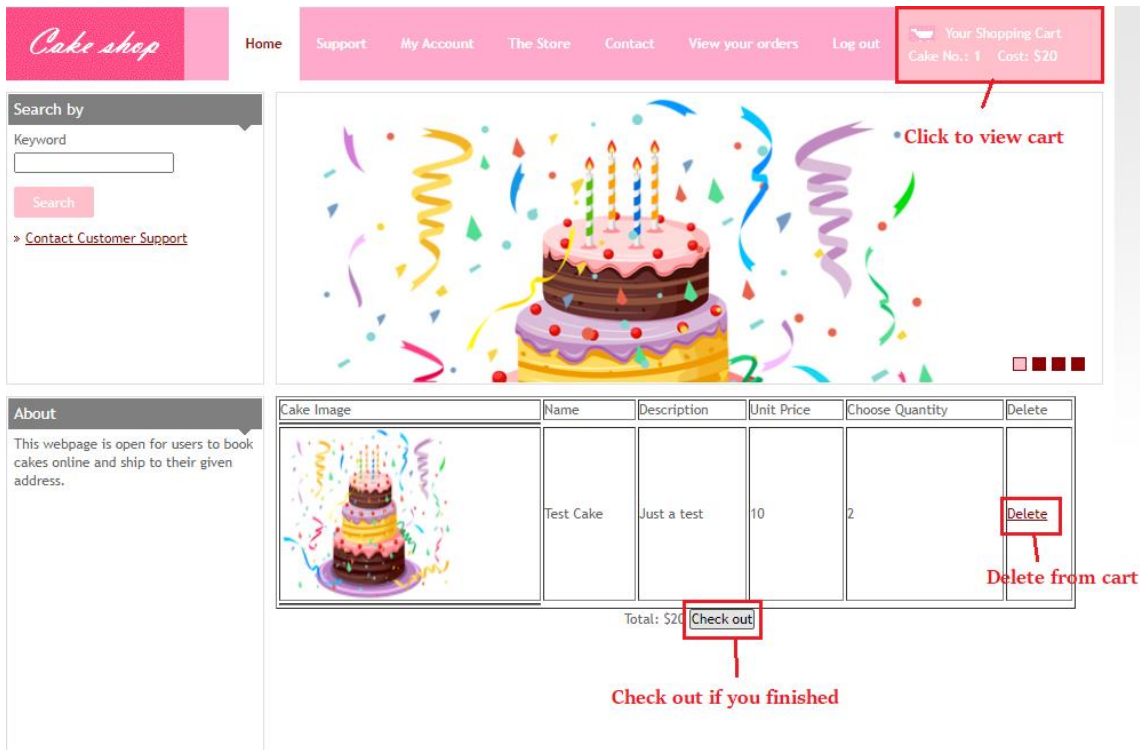 Cake shop
Home Support My Account The Store Contact View your orders Log out
Your Shopping Cart
Cake No.: 1 Cost: $20
Click to view cart
Search by
Keyword
Search
» Contact Customer Support
About
This webpage is open for users to book
cakes online and ship to their given
address.
Cake Image Name Description Unit Price Choose Quantity Delete
Test Cake Just a test 10 2 Delete
Delete from cart
Total: $20 Check out
Check out if you finished